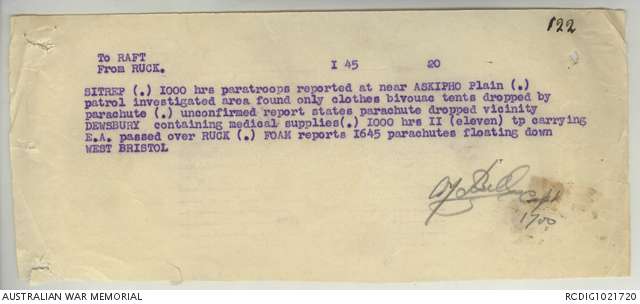 122
To RAFT
From RUCK.
I 45 20
SITREP (.) I000 hrs paratroops reported at near ASKIPHO Plain (.)
patrol investigated area found only clothes bivouac tents dropped by
parachute (.) unconfirmed report states parachute dropped vicinity
DEWSBURY containing medical supplies(.) I000 hrs II (eleven) tp carrying
E.A. passed over RUCK (.) FOAM reports I645 parachutes floating down
WEST BRISTOL
Capt
1700
AUSTRALIAN WAR MEMORIAL
RCDIG1021720